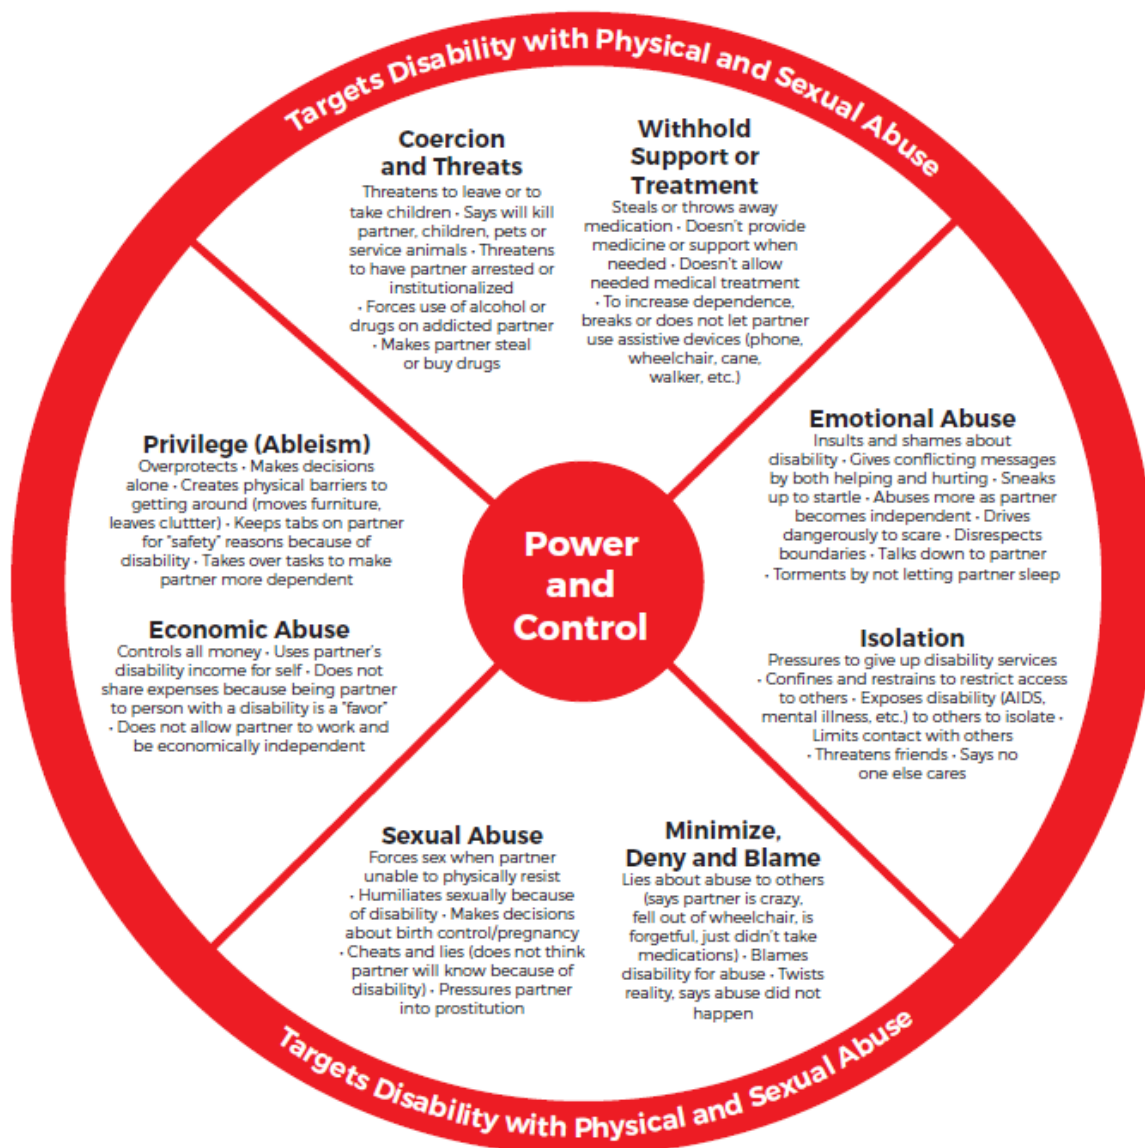 Targets Disability with Physical and Sexual Abuse
Coercion
and Threats
Threatens to leave or to
take children • Says will kill
partner, children, pets or
service animals • Threatens
to have partner arrested or
institutionalized
• Forces use of alcohol or
drugs on addicted partner
• Makes partner steal
or buy drugs
Withhold
Support or
Treatment
Steals or throws away
medication • Doesn't provide
medicine or support when
needed • Doesn't allow
needed medical treatment
• To increase dependence,
breaks or does not let partner
use assistive devices (phone,
wheelchair, cane,
walker, etc.)
Emotional Abuse
Insults and shames about
disability • Gives conflicting messages
by both helping and hurting • Sneaks
up to startle • Abuses more as partner
becomes independent • Drives
dangerously to scare • Disrespects
boundaries • Talks down to partner
• Torments by not letting partner sleep
Isolation
Pressures to give up disability services
• Confines and restrains to restrict access
to others • Exposes disability (AIDS,
mental illness, etc.) to others to isolate •
Limits contact with others
• Threatens friends • Says no
one else cares
Minimize,
Deny and Blame
Lies about abuse to others
(says partner is crazy,
fell out of wheelchair, is
forgetful, just didn't take
medications) • Blames
disability for abuse • Twists
reality, says abuse did not
happen
Sexual Abuse
Forces sex when partner
unable to physically resist
• Humiliates sexually because
of disability • Makes decisions
about birth control/pregnancy
• Cheats and lies (does not think
partner will know because of
disability) • Pressures partner
into prostitution
Economic Abuse
Controls all money • Uses partner's
disability income for self • Does not
share expenses because being partner
to person with a disability is a "favor"
• Does not allow partner to work and
be economically independent
Privilege (Ableism)
Overprotects • Makes decisions
alone • Creates physical barriers to
getting around (moves furniture,
leaves cluttter) • Keeps tabs on partner
for "safety" reasons because of
disability • Takes over tasks to make
partner more dependent
Power
and
Control
Targets Disability with Physical and Sexual Abuse